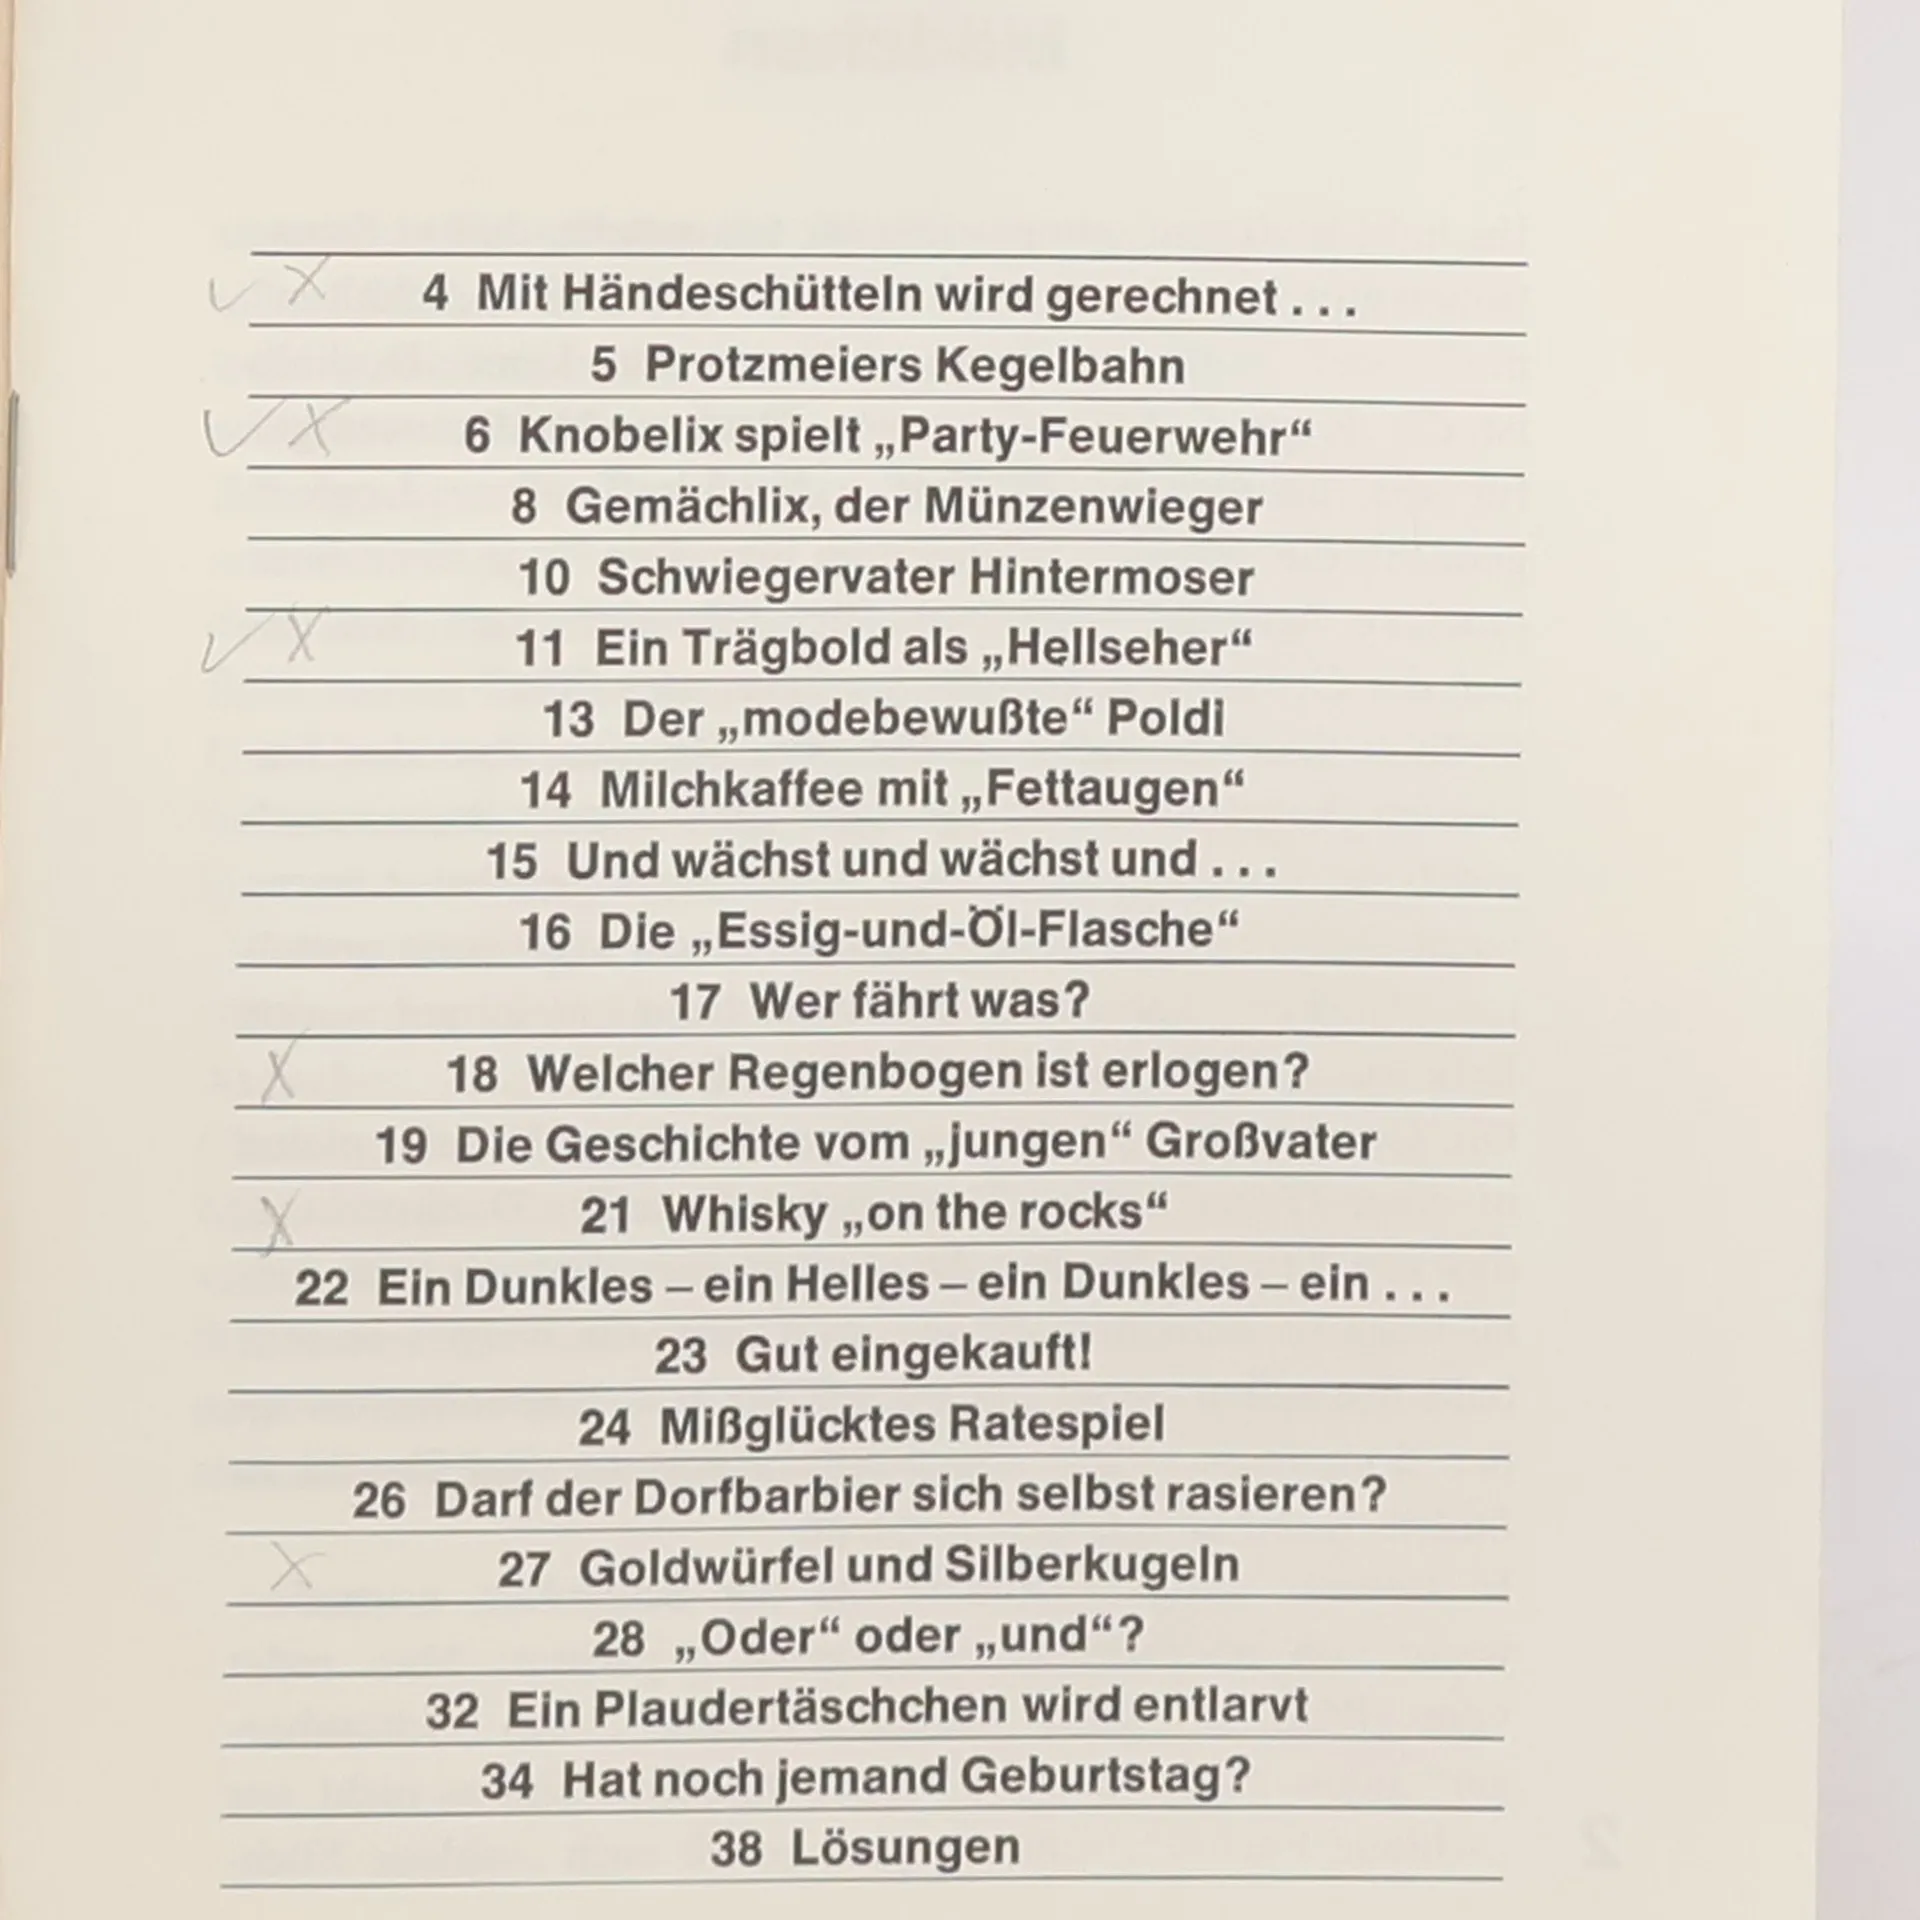 4 Mit Händeschütteln wird gerechnet . . .
5 Protzmeiers Kegelbahn
6 Knobelix spielt „Party-Feuerwehr“
8 Gemächlix, der Münzenwieger
10 Schwiegervater Hintermoser
11 Ein Trägbold als „Hellseher“
13 Der „modebewußte“ Poldi
14 Milchkaffee mit „Fettaugen“
15 Und wächst und wächst und . . .
16 Die „Essig-und-Öl-Flasche“
17 Wer fährt was?
18 Welcher Regenbogen ist erlogen?
19 Die Geschichte vom „jungen“ Großvater
21 Whisky „on the rocks“
22 Ein Dunkles – ein Helles – ein Dunkles – ein . . .
23 Gut eingekauft!
24 Mißglücktes Ratespiel
26 Darf der Dorfbarbier sich selbst rasieren?
27 Goldwürfel und Silberkugeln
28 „Oder“ oder „und“?
32 Ein Plaudertäschchen wird entlarvt
34 Hat noch jemand Geburtstag?
38 Lösungen